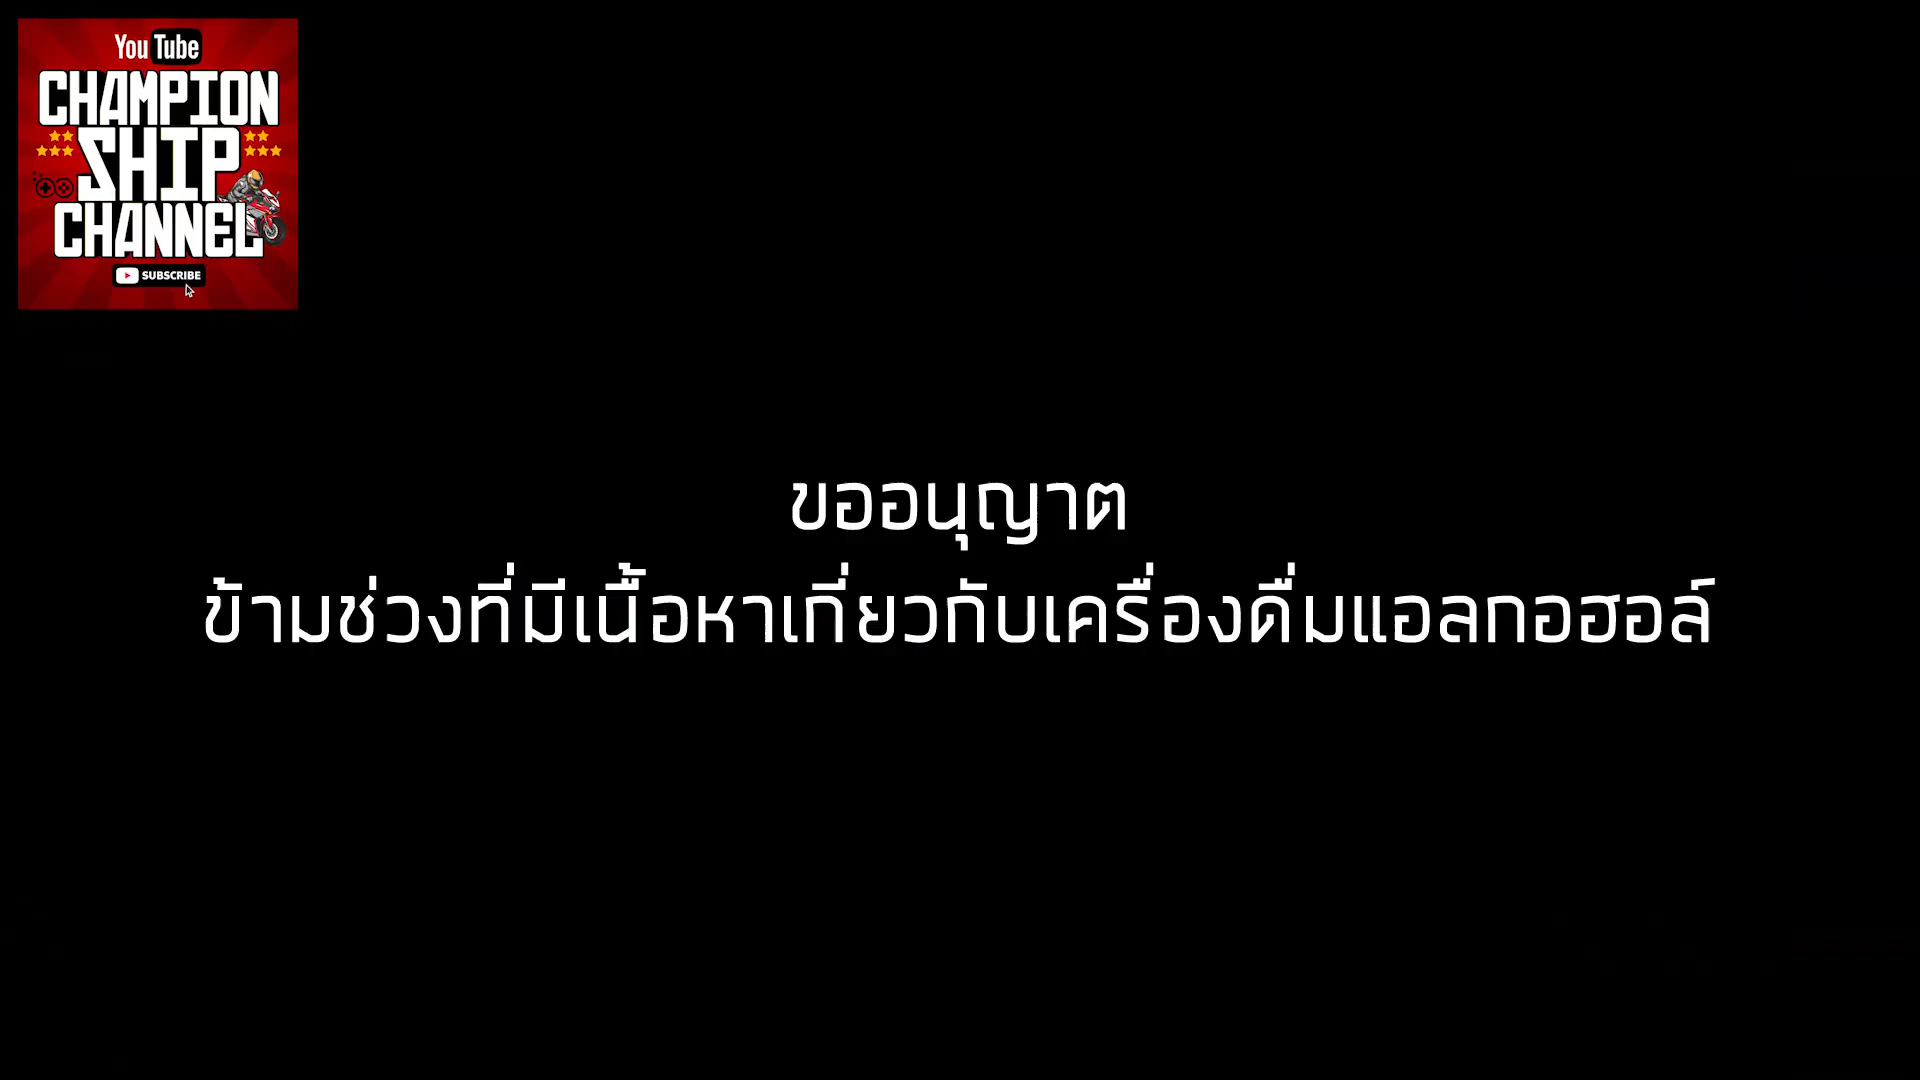 You Tube
CHAMPION
SHIP
CHANNEL
SUBSCRIBE
ขออนุญาต
ข้ามช่วงที่มีเนื้อหาเกี่ยวกับเครื่องดื่มแอลกอฮอล์